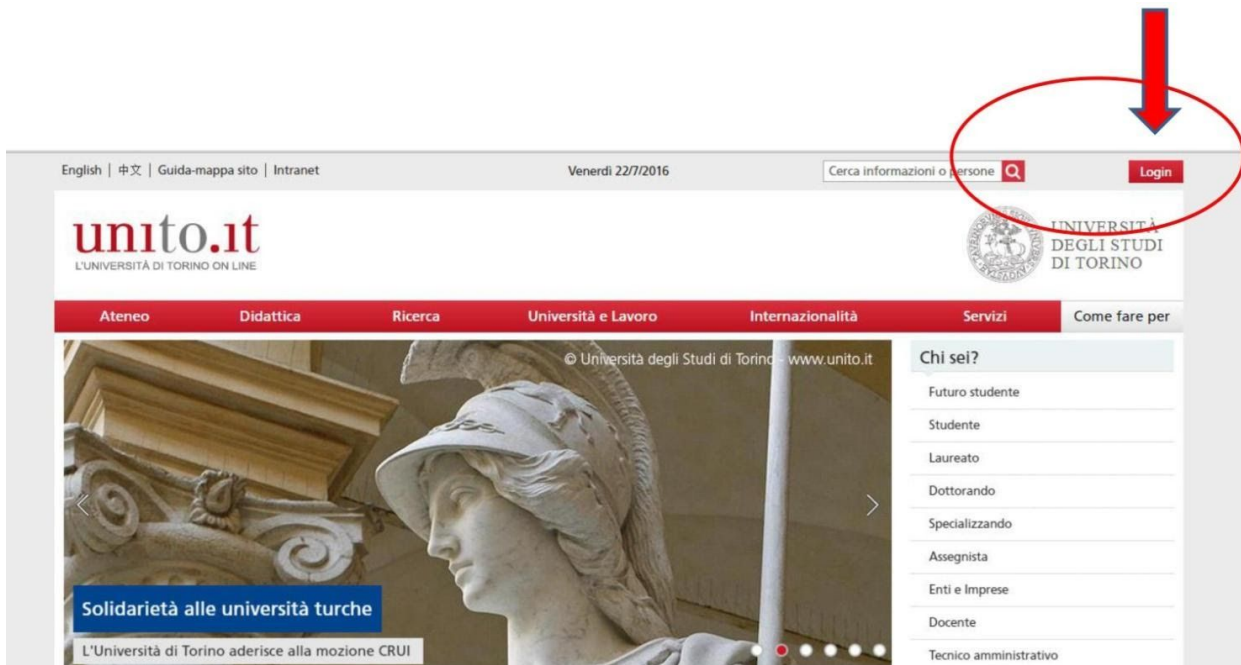 English | 中文 | Guida-mappa sito | Intranet
Venerdì 22/7/2016
Cerca informazioni o persone
Login
unito.it
L'UNIVERSITÀ DI TORINO ON LINE
UNIVERSITÀ
DEGLI STUDI
DI TORINO
Ateneo
Didattica
Ricerca
Università e Lavoro
Internazionalità
Servizi
Come fare per
© Università degli Studi di Torino - www.unito.it
Solidarietà alle università turche
L'Università di Torino aderisce alla mozione CRUI
Chi sei?
Futuro studente
Studente
Laureato
Dottorando
Specializzando
Assegnista
Enti e Imprese
Docente
Tecnico amministrativo